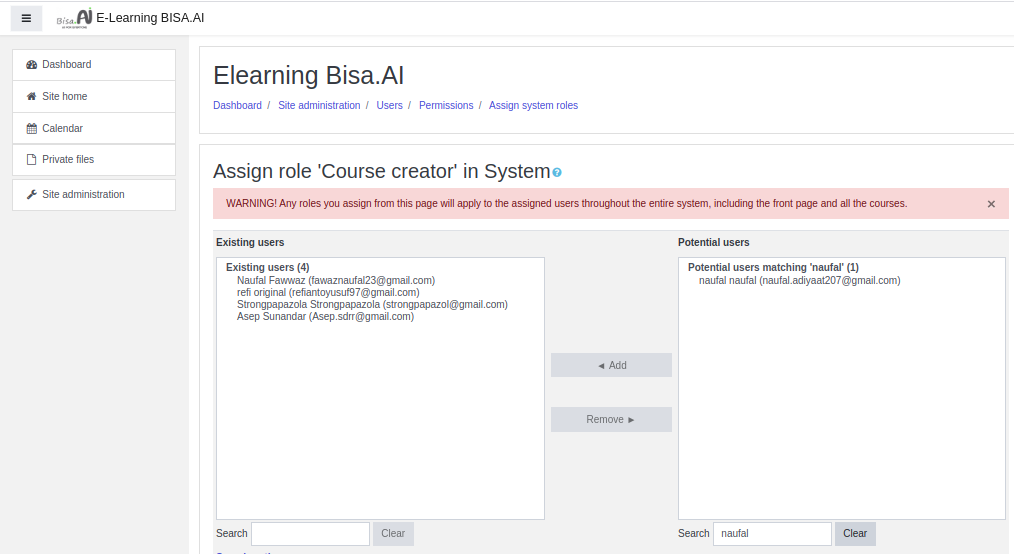 Bisa.AI E-Learning BISA.AI
Dashboard
Site home
Calendar
Private files
Site administration
Elearning Bisa.AI
Dashboard / Site administration / Users / Permissions / Assign system roles
Assign role 'Course creator' in System
WARNING! Any roles you assign from this page will apply to the assigned users throughout the entire system, including the front page and all the courses. ×
Existing users
Existing users (4)
Naufal Fawwaz (fawaznaufal23@gmail.com)
refi original (refiantoyusuf97@gmail.com)
Strongpapazola Strongpapazola (strongpapazol@gmail.com)
Asep Sunandar (Asep.sdrr@gmail.com)
Search Clear
◄ Add
Remove ►
Potential users
Potential users matching 'naufal' (1)
naufal naufal (naufal.adiyaat207@gmail.com)
Search naufal Clear